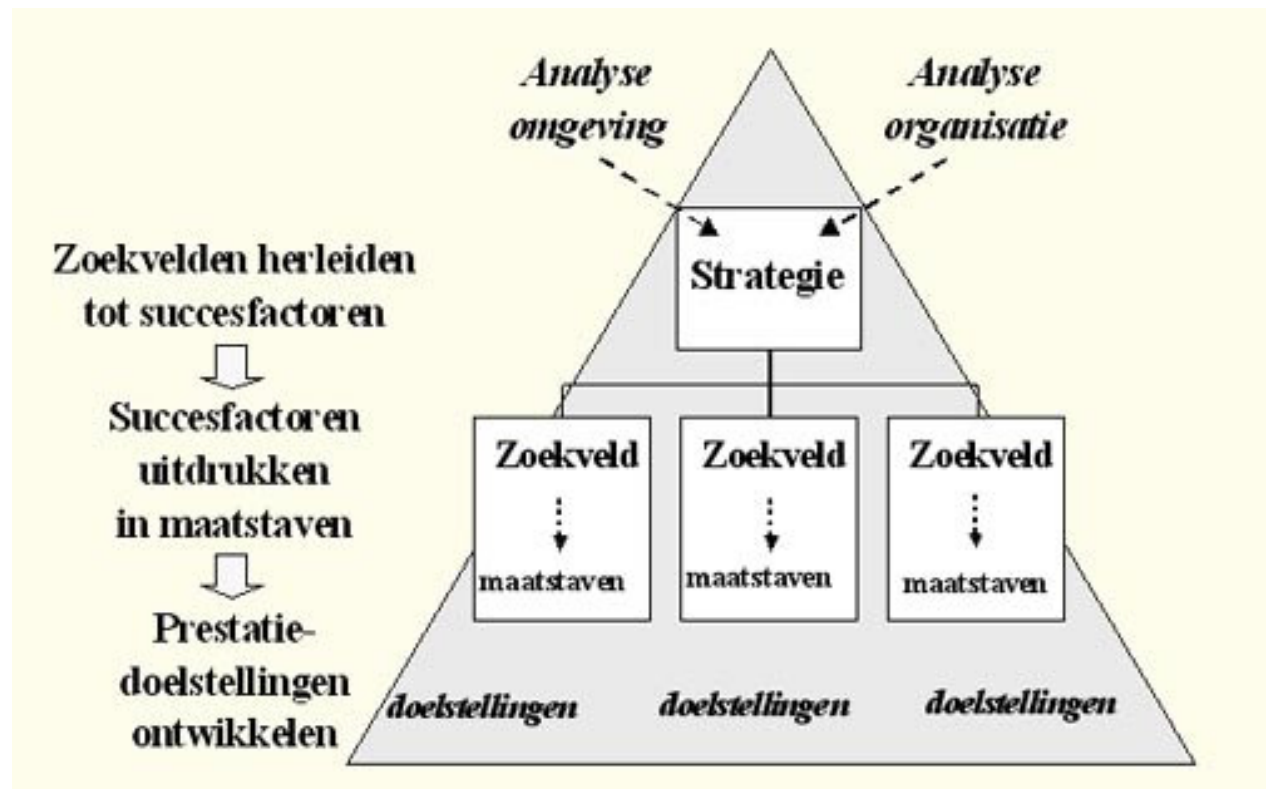 Analyse
omgeving
Analyse
organisatie
Strategie
Zoekvelden herleiden
tot succesfactoren
Succesfactoren
uitdrukken
in maatstaven
Prestatie-
doelstellingen
ontwikkelen
Zoekveld
maatstaven
Zoekveld
maatstaven
Zoekveld
maatstaven
doelstellingen
doelstellingen
doelstellingen